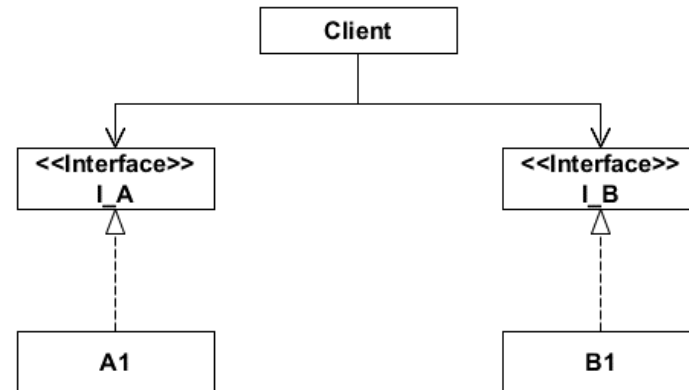 Client
<<Interface>>
I_A
<<Interface>>
I_B
A1
B1